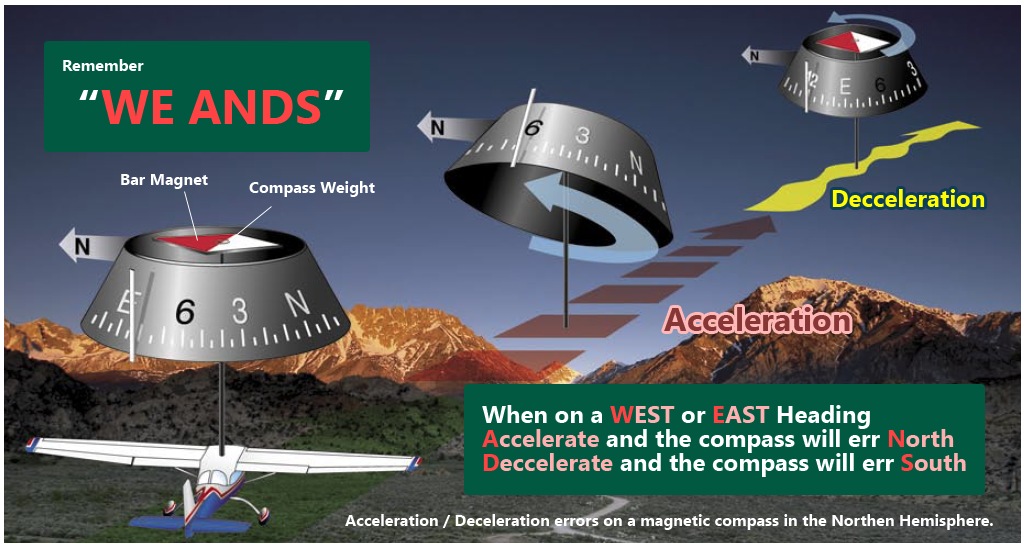 Remember
“WE ANDS”
Bar Magnet
Compass Weight
N
E 6 3 N
N
6 3 N
N
12 E 6 3
Decceleration
Acceleration
When on a WEST or EAST Heading
Accelerate and the compass will err North
Deccelerate and the compass will err South
Acceleration / Deceleration errors on a magnetic compass in the Northen Hemisphere.